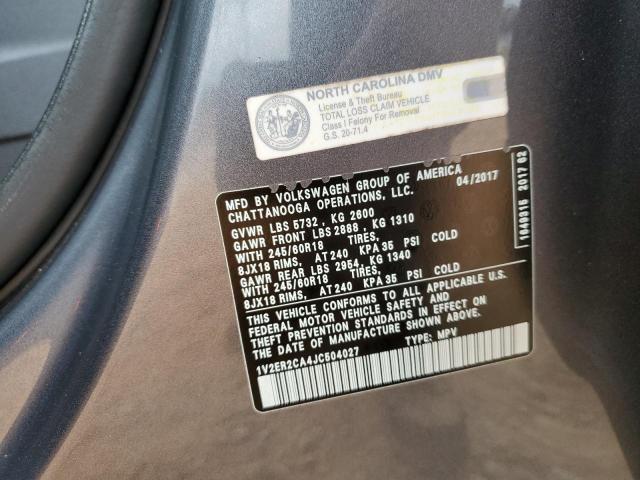 NORTH CAROLINA DMV
License & Theft Bureau
TOTAL LOSS CLAIM VEHICLE
Class I Felony For Removal
G.S. 20-71.4
MFD BY VOLKSWAGEN GROUP OF AMERICA
CHATTANOOGA OPERATIONS, LLC. 04/2017
GVWR LBS 5732, KG 2600
GAWR FRONT LBS 2888, KG 1310
WITH 245/60R18 TIRES,
8JX18 RIMS, AT 240 KPA 35 PSI COLD
GAWR REAR LBS 2954, KG 1340
WITH 245/60R18 TIRES,
8JX18 RIMS, AT 240 KPA 35 PSI COLD
THIS VEHICLE CONFORMS TO ALL APPLICABLE U.S.
FEDERAL MOTOR VEHICLE SAFETY AND
THEFT PREVENTION STANDARDS IN EFFECT ON
THE DATE OF MANUFACTURE SHOWN ABOVE.
1V2ER2CA4JC504027 TYPE: MPV
1840315 2017 62